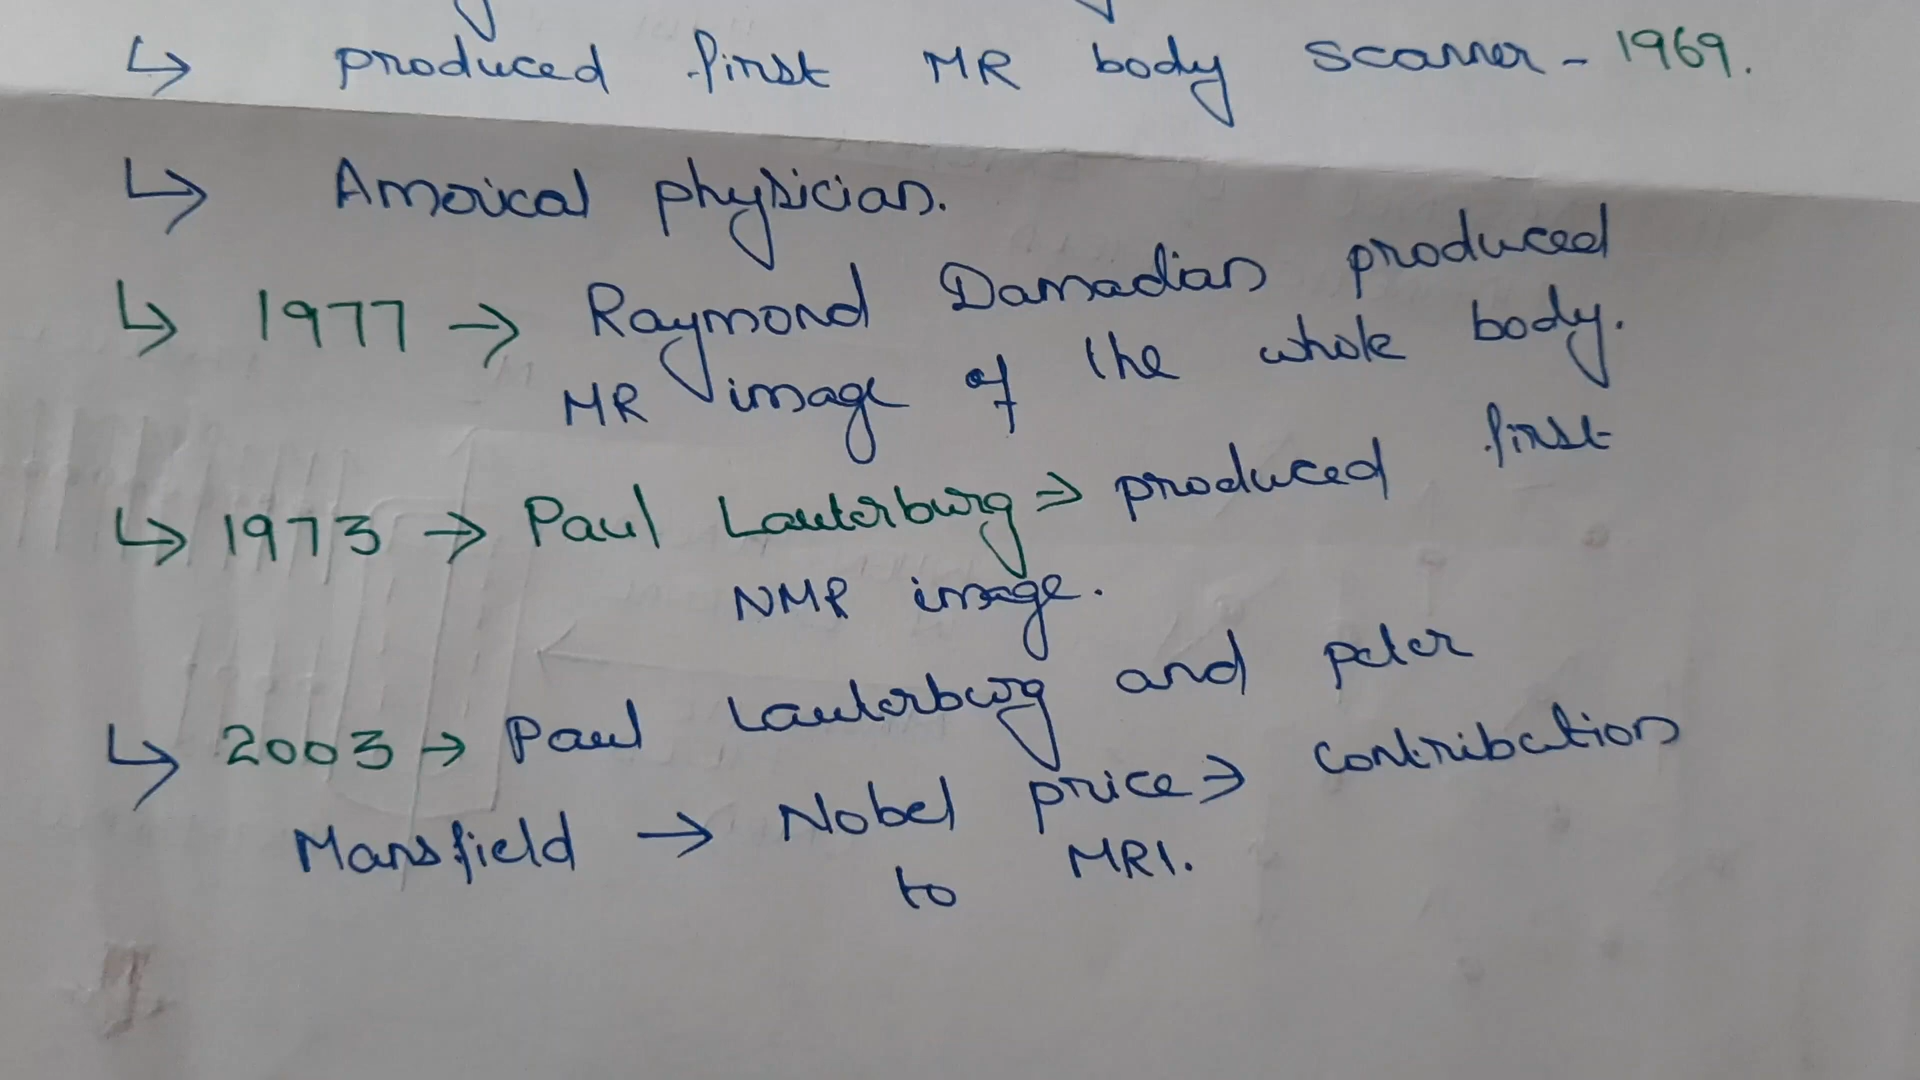 ↳ produced first MR body scanner - 1969.
↳ Americal physician.
↳ 1977 → Raymond Damadian produced
MR image of the whole body.
↳ 1973 → Paul Lauterburg ⇒ produced first
NMR image.
↳ 2003 → Paul Lauterburg and peter
Mansfield → Nobel price ⇒ contribution
to MRI.